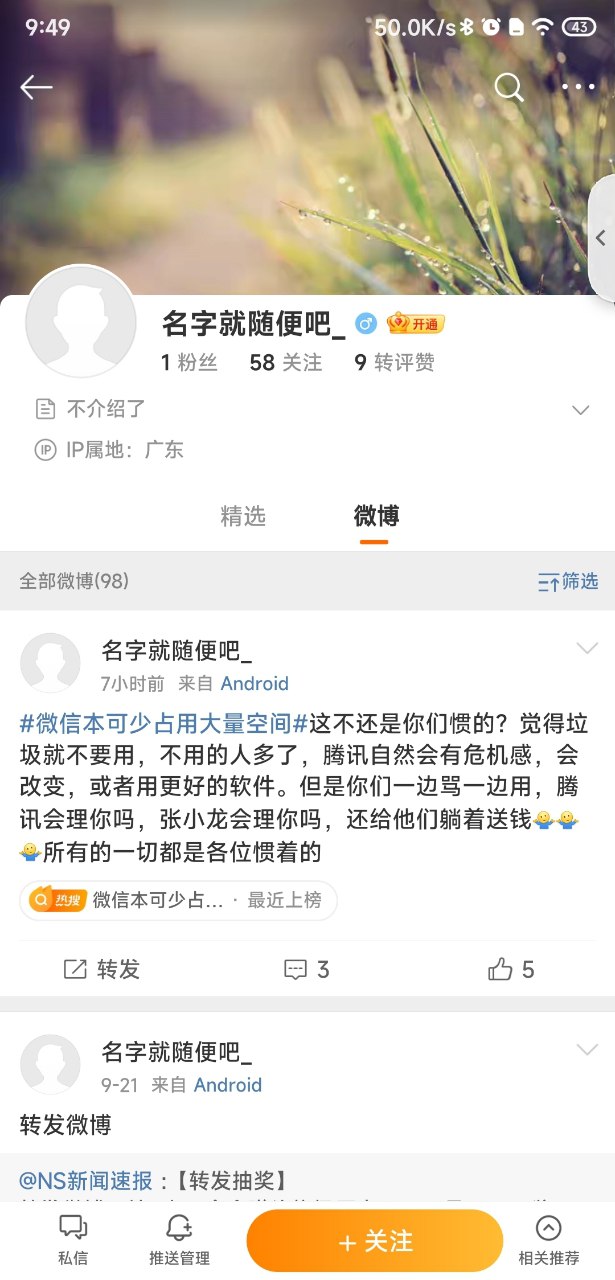 9:49
50.0K/s
43
名字就随便吧_
开通
1 粉丝 58 关注 9 转评赞
不介绍了
IP IP属地：广东
精选 微博
全部微博(98) 筛选
名字就随便吧_
7小时前 来自 Android
#微信本可少占用大量空间#这不还是你们惯的？觉得垃
圾就不要用，不用的人多了，腾讯自然会有危机感，会
改变，或者用更好的软件。但是你们一边骂一边用，腾
讯会理你吗，张小龙会理你吗，还给他们躺着送钱🤷‍♂️🤷‍♂️
🤷‍♂️所有的一切都是各位惯着的
热搜 微信本可少占... · 最近上榜
转发 3 5
名字就随便吧_
9-21 来自 Android
转发微博
@NS新闻速报 :【转发抽奖】
私信 推送管理 +关注 相关推荐